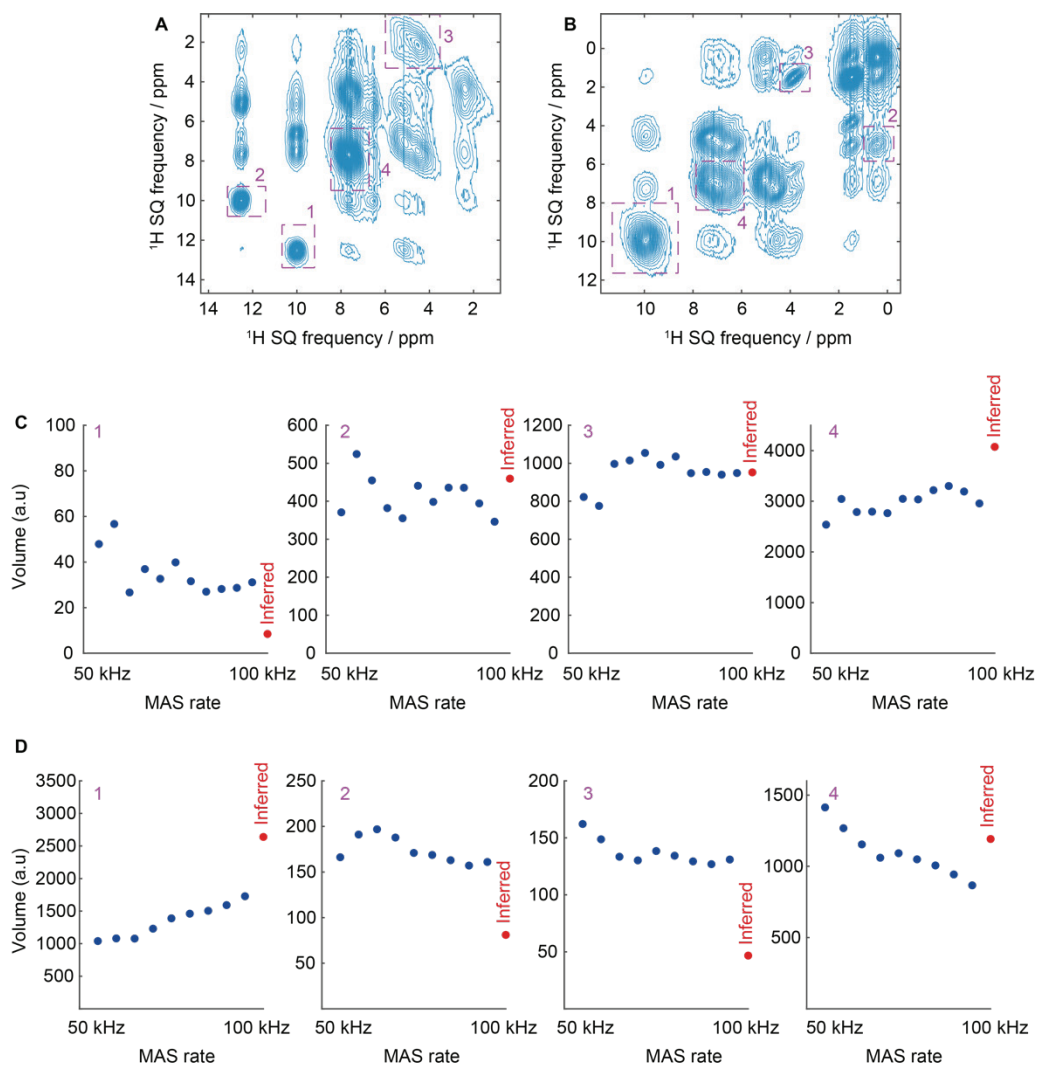 A
B
2
4
6
8
10
12
14
¹H SQ frequency / ppm
14
12
10
8
6
4
2
¹H SQ frequency / ppm
1
2
3
4
0
2
4
6
8
10
12
¹H SQ frequency / ppm
10
8
6
4
2
0
¹H SQ frequency / ppm
1
2
3
4
C
Volume (a.u)
100
80
60
40
20
0
1
Inferred
50 kHz
100 kHz
MAS rate
600
500
400
300
200
100
0
2
Inferred
50 kHz
100 kHz
MAS rate
1200
1000
800
600
400
200
0
3
Inferred
50 kHz
100 kHz
MAS rate
4000
3000
2000
1000
0
4
Inferred
50 kHz
100 kHz
MAS rate
D
Volume (a.u)
3500
3000
2500
2000
1500
1000
500
1
Inferred
50 kHz
100 kHz
MAS rate
250
200
150
100
50
2
Inferred
50 kHz
100 kHz
MAS rate
200
150
100
50
3
Inferred
50 kHz
100 kHz
MAS rate
1500
1000
500
4
Inferred
50 kHz
100 kHz
MAS rate